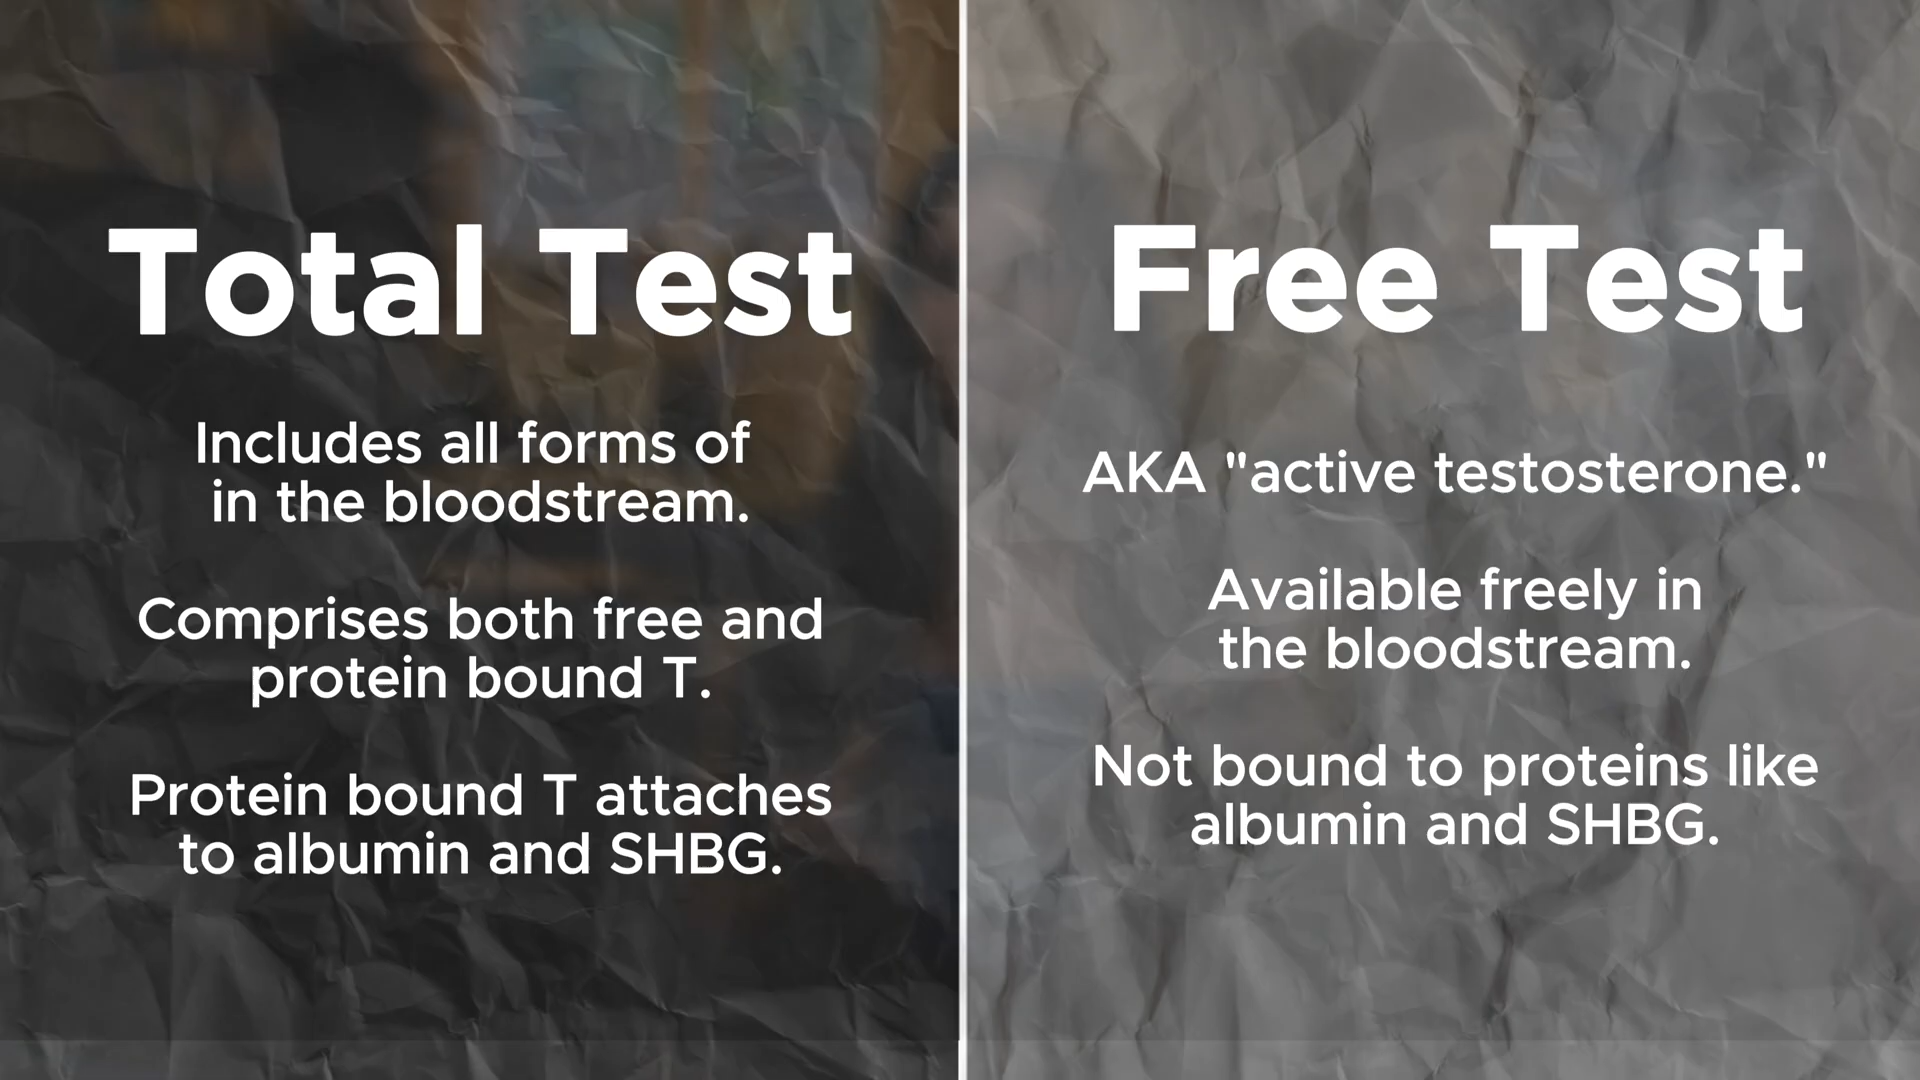 Total Test
Includes all forms of
in the bloodstream.
Comprises both free and
protein bound T.
Protein bound T attaches
to albumin and SHBG.
Free Test
AKA "active testosterone."
Available freely in
the bloodstream.
Not bound to proteins like
albumin and SHBG.